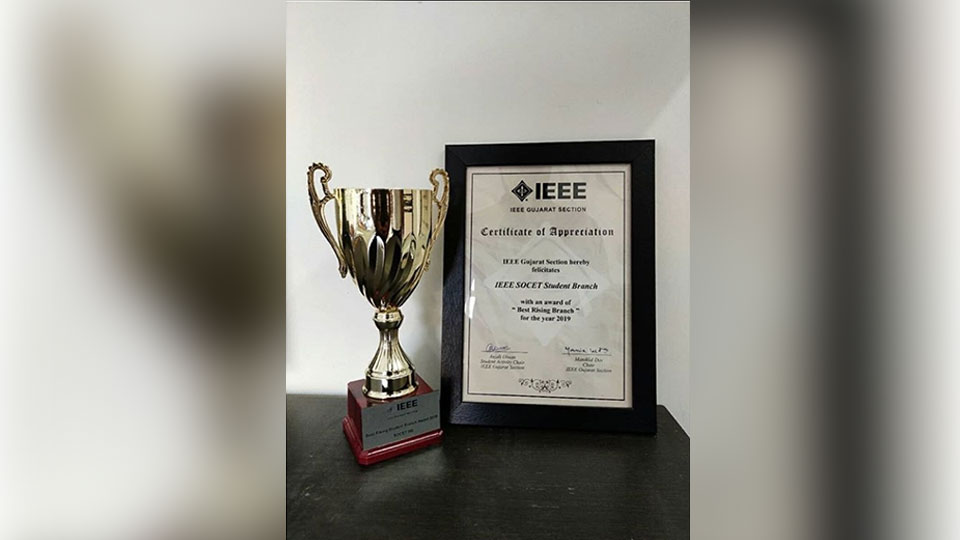 IEEE
IEEE GUJARAT SECTION
Certificate of Appreciation
IEEE Gujarat Section hereby
felicitates
IEEE SOCET Student Branch
with an award of
" Best Rising Branch "
for the year 2019
Student Activity Chair
IEEE Gujarat Section
Chair
IEEE Gujarat Section
IEEE